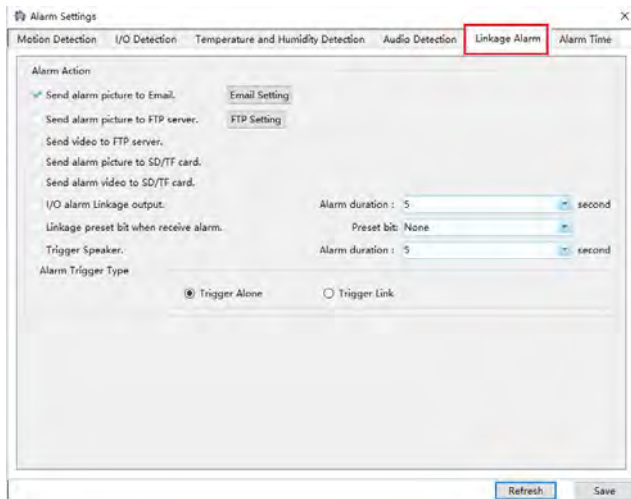 Alarm Settings
Motion Detection I/O Detection Temperature and Humidity Detection Audio Detection Linkage Alarm Alarm Time
Alarm Action
Send alarm picture to Email. Email Setting
Send alarm picture to FTP server. FTP Setting
Send video to FTP server.
Send alarm picture to SD/TF card.
Send alarm video to SD/TF card.
I/O alarm Linkage output. Alarm duration : 5 second
Linkage preset bit when receive alarm. Preset bit: None
Trigger Speaker. Alarm duration : 5 second
Alarm Trigger Type
Trigger Alone Trigger Link
Refresh Save